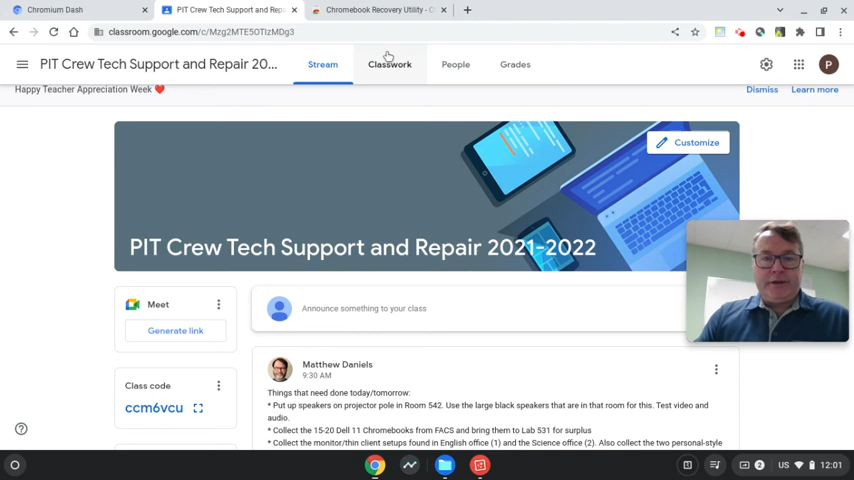 Chromium Dash
PIT Crew Tech Support and Repa
Chromebook Recovery Utility - C
classroom.google.com/c/Mzg2MTE5OTIzMDg3
PIT Crew Tech Support and Repair 20...
Stream
Classwork
People
Grades
P
Happy Teacher Appreciation Week ❤️
Dismiss
Learn more
Customize
PIT Crew Tech Support and Repair 2021-2022
Meet
Generate link
Announce something to your class
Matthew Daniels
9:30 AM
Class code
ccm6vcu
Things that need done today/tomorrow:
* Put up speakers on projector pole in Room 542. Use the large black speakers that are in that room for this. Test video and
audio.
* Collect the 15-20 Dell 11 Chromebooks from FACS and bring them to Lab 531 for surplus
* Collect the monitor/thin client setups found in English office (1) and the Science office (2). Also collect the two personal-style
2
US
12:01